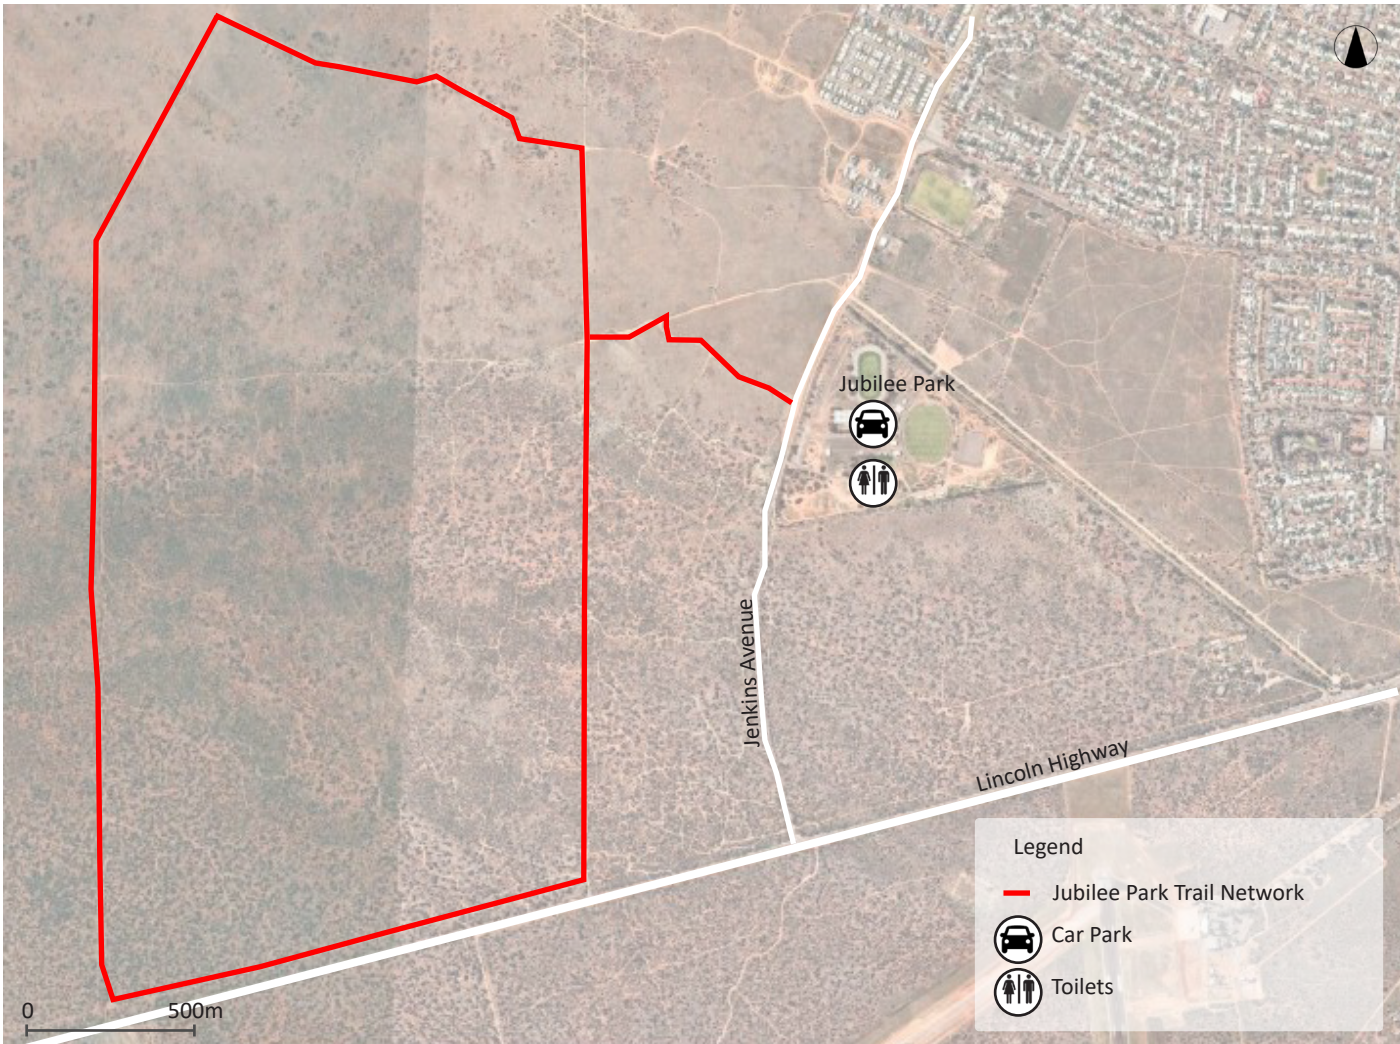 Jubilee Park
Jenkins Avenue
Lincoln Highway
Legend
Jubilee Park Trail Network
Car Park
Toilets
0 500m